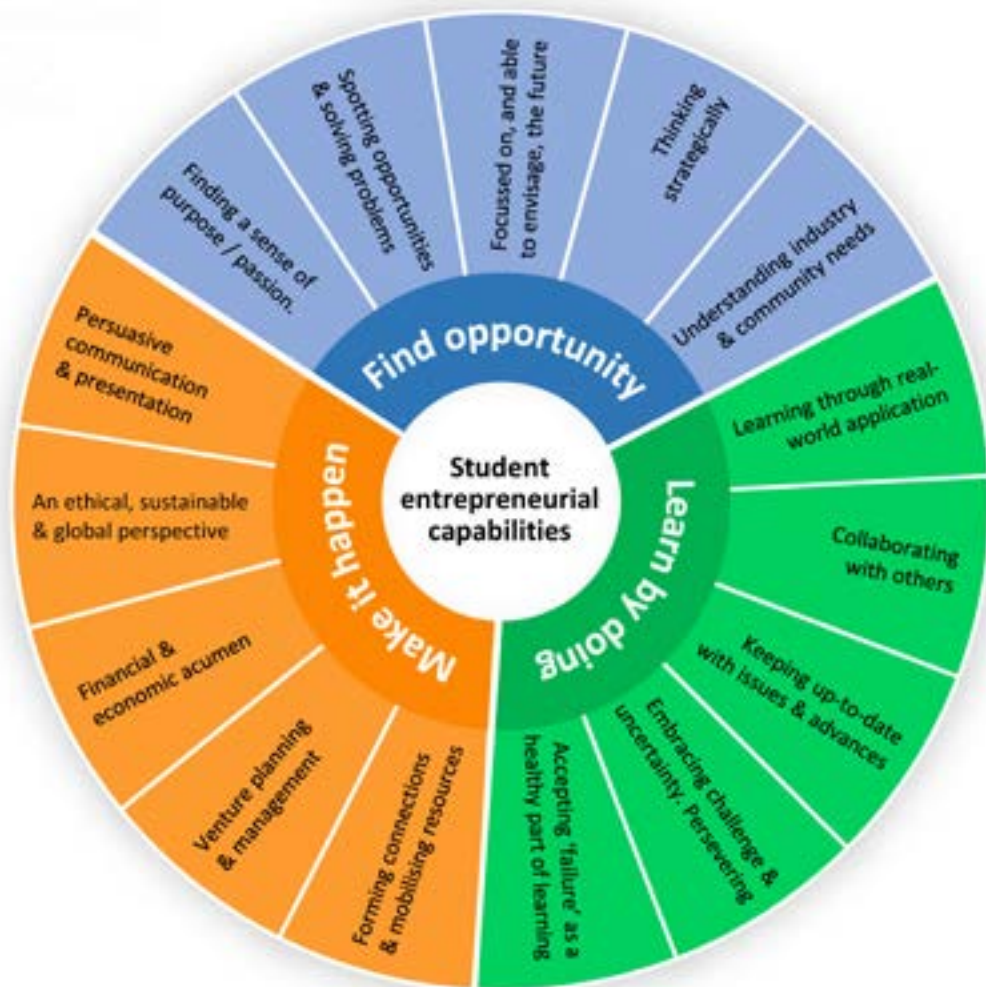 Student
entrepreneurial
capabilities
Find opportunity
Finding a sense of
purpose / passion.
Spotting opportunities
& solving problems
Focussed on, and able
to envisage, the future
Thinking
strategically
Understanding industry
& community needs
Learn by doing
Learning through real-
world application
Collaborating
with others
Keeping up-to-date
with issues & advances
Embracing challenge &
uncertainty. Persevering
Accepting 'failure' as a
healthy part of learning
Make it happen
Forming connections
& mobilising resources
Venture planning
& management
Financial &
economic acumen
An ethical, sustainable
& global perspective
Persuasive
communication
& presentation